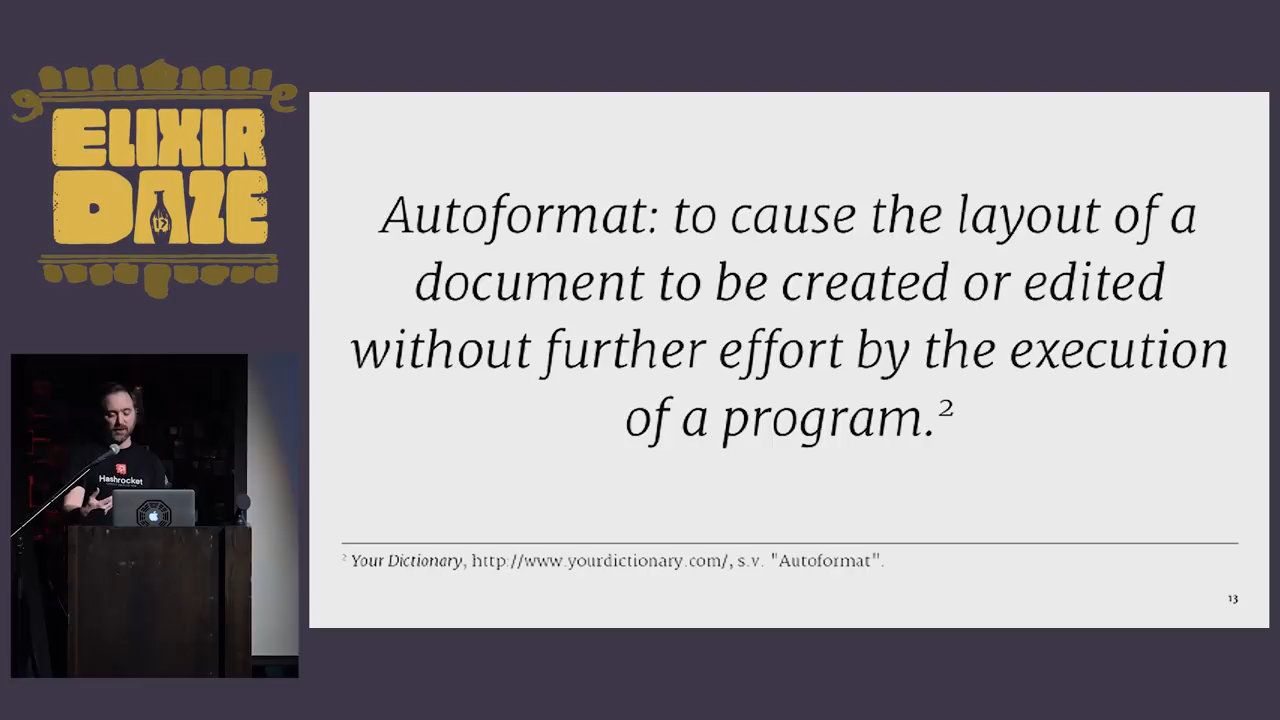 ELIXIR
DAZE
Autoformat: to cause the layout of a
document to be created or edited
without further effort by the execution
of a program.²
² Your Dictionary, http://www.yourdictionary.com/, s.v. "Autoformat".
13
Hashrocket